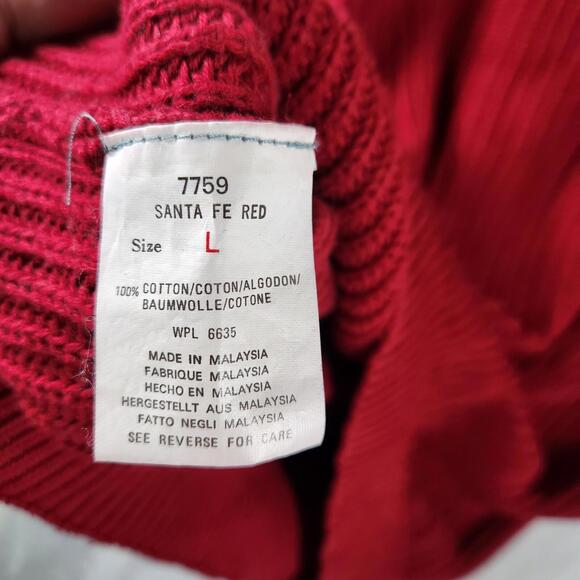 7759
SANTA FE RED
Size L
100% COTTON/COTON/ALGODON/
BAUMWOLLE/COTONE
WPL 6635
MADE IN MALAYSIA
FABRIQUE MALAYSIA
HECHO EN MALAYSIA
HERGESTELLT AUS MALAYSIA
FATTO NEGLI MALAYSIA
SEE REVERSE FOR CARE